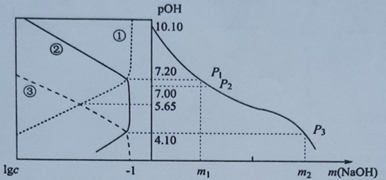 pOH
10.10
①
②
7.20
P₁
③
P₂
7.00
5.65
4.10
P₃
lgc
-1
m₁
m₂
m(NaOH)